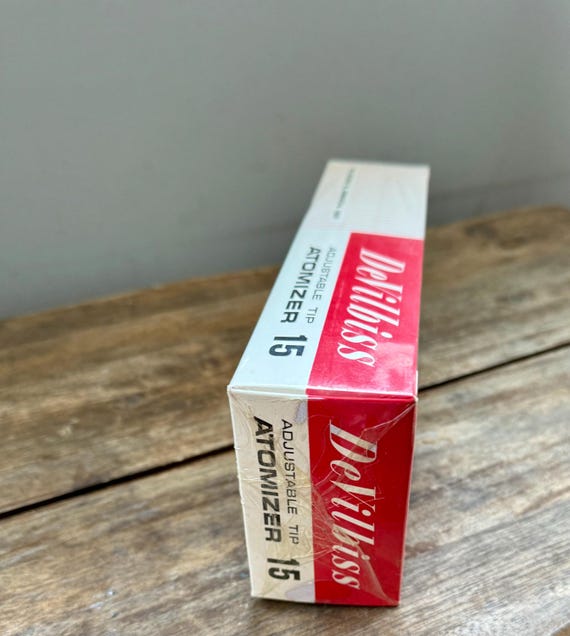 DeVilbiss
ADJUSTABLE TIP
ATOMIZER 15
DeVilbiss
ADJUSTABLE TIP
ATOMIZER 15